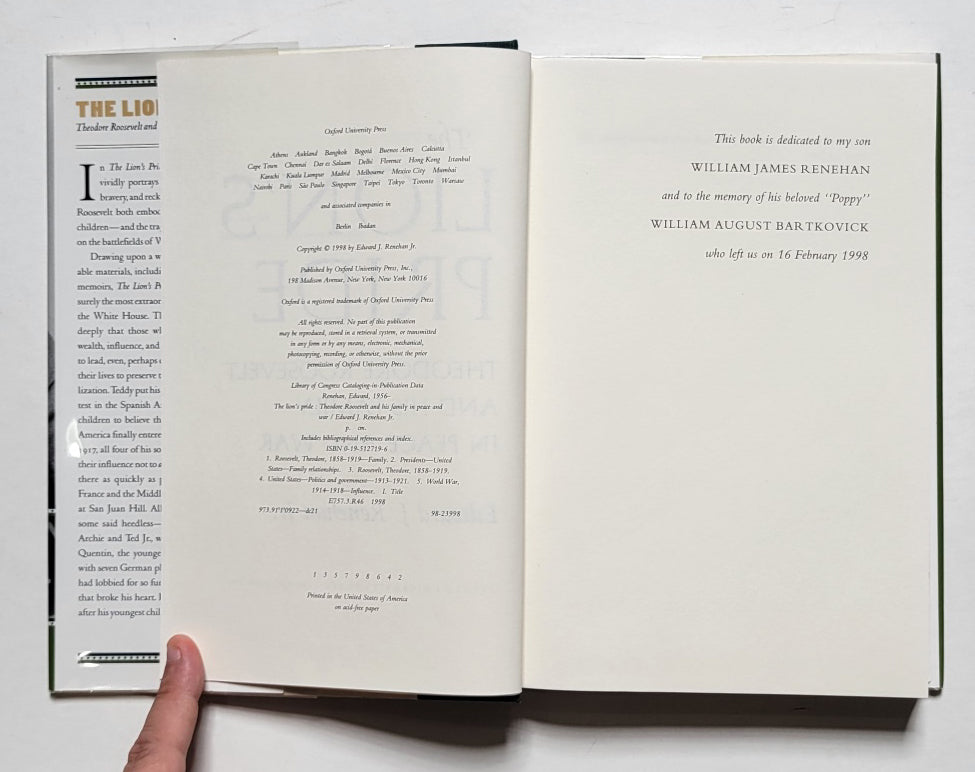 THE LIO
Theodore Roosevelt and
In The Lion's Pri
vividly portrays
bravery, and reck
Roosevelt both emboc
children—and the tra
on the battlefields of W
Drawing upon a w
able materials, includi
memoirs, The Lion's P
surely the most extraor
the White House. Tl
deeply that those wl
wealth, influence, and
to lead, even, perhaps
their lives to preserve t
lization. Teddy put his
test in the Spanish A
children to believe th
America finally entere
1917, all four of his so
their influence not to
there as quickly as
France and the Middl
at San Juan Hill. All
some said heedless—
Archie and Ted Jr., w
Quentin, the younge
with seven German pl
had lobbied for so fur
that broke his heart.
after his youngest chil
Oxford University Press
Athens Aukland Bangkok Bogotá Buenos Aires Calcutta
Cape Town Chennai Dar es Salaam Delhi Florence Hong Kong Istanbul
Karachi Kuala Lumpur Madrid Melbourne Mexico City Mumbai
Nairobi Paris São Paulo Singapore Taipei Tokyo Toronto Warsaw
and associated companies in
Berlin Ibadan
Copyright © 1998 by Edward J. Renehan Jr.
Published by Oxford University Press, Inc.,
198 Madison Avenue, New York, New York 10016
Oxford is a registered trademark of Oxford University Press
All rights reserved. No part of this publication
may be reproduced, stored in a retrieval system, or transmitted
in any form or by any means, electronic, mechanical,
photocopying, recording, or otherwise, without the prior
permission of Oxford University Press.
Library of Congress Cataloging-in-Publication Data
Renehan, Edward, 1956–
The lion's pride : Theodore Roosevelt and his family in peace and
war / Edward J. Renehan Jr.
p. cm.
Includes bibliographical references and index.
ISBN 0-19-512719-6
1. Roosevelt, Theodore, 1858–1919—Family. 2. Presidents—United
States—Family relationships. 3. Roosevelt, Theodore, 1858–1919.
4. United States—Politics and government—1913–1921. 5. World War,
1914–1918—Influence. I. Title
E757.3.R46 1998
973.91'1'0922—dc21 98-23998
1 3 5 7 9 8 6 4 2
Printed in the United States of America
on acid-free paper
This book is dedicated to my son
WILLIAM JAMES RENEHAN
and to the memory of his beloved “Poppy”
WILLIAM AUGUST BARTKOVICK
who left us on 16 February 1998